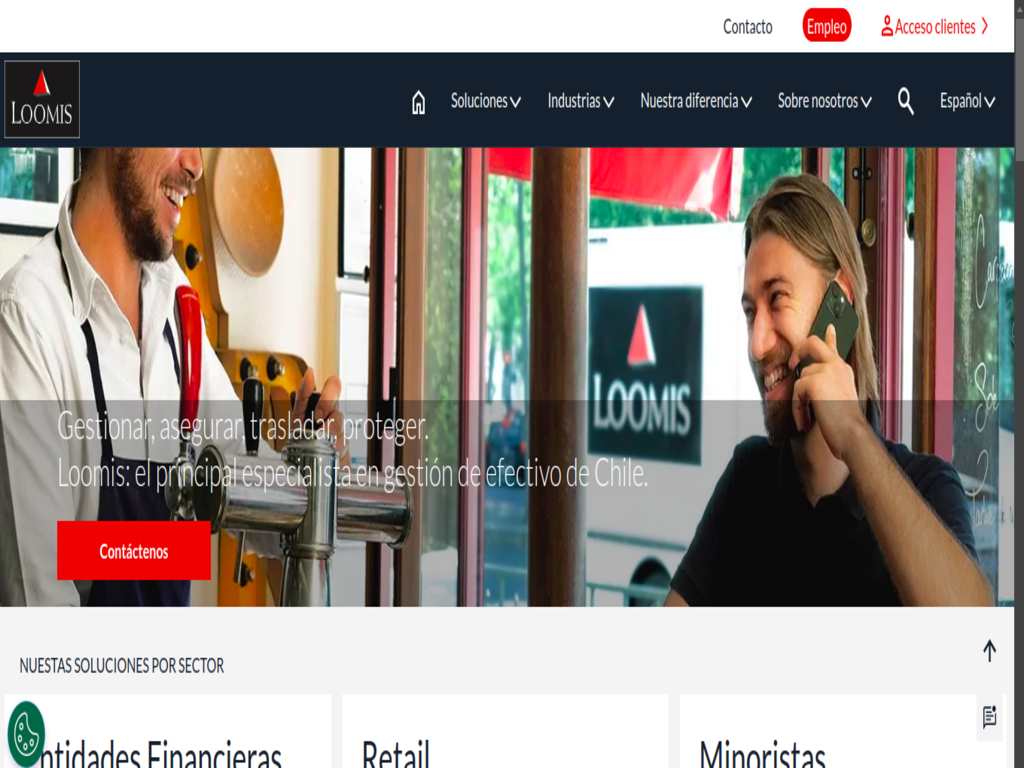 Contacto
Empleo
Acceso clientes
LOOMIS
Soluciones
Industrias
Nuestra diferencia
Sobre nosotros
Español
LOOMIS
Gestionar, asegurar, trasladar, proteger.
Loomis: el principal especialista en gestión de efectivo de Chile.
Contáctenos
NUESTAS SOLUCIONES POR SECTOR
ntidades Financieras
Retail
Minoristas